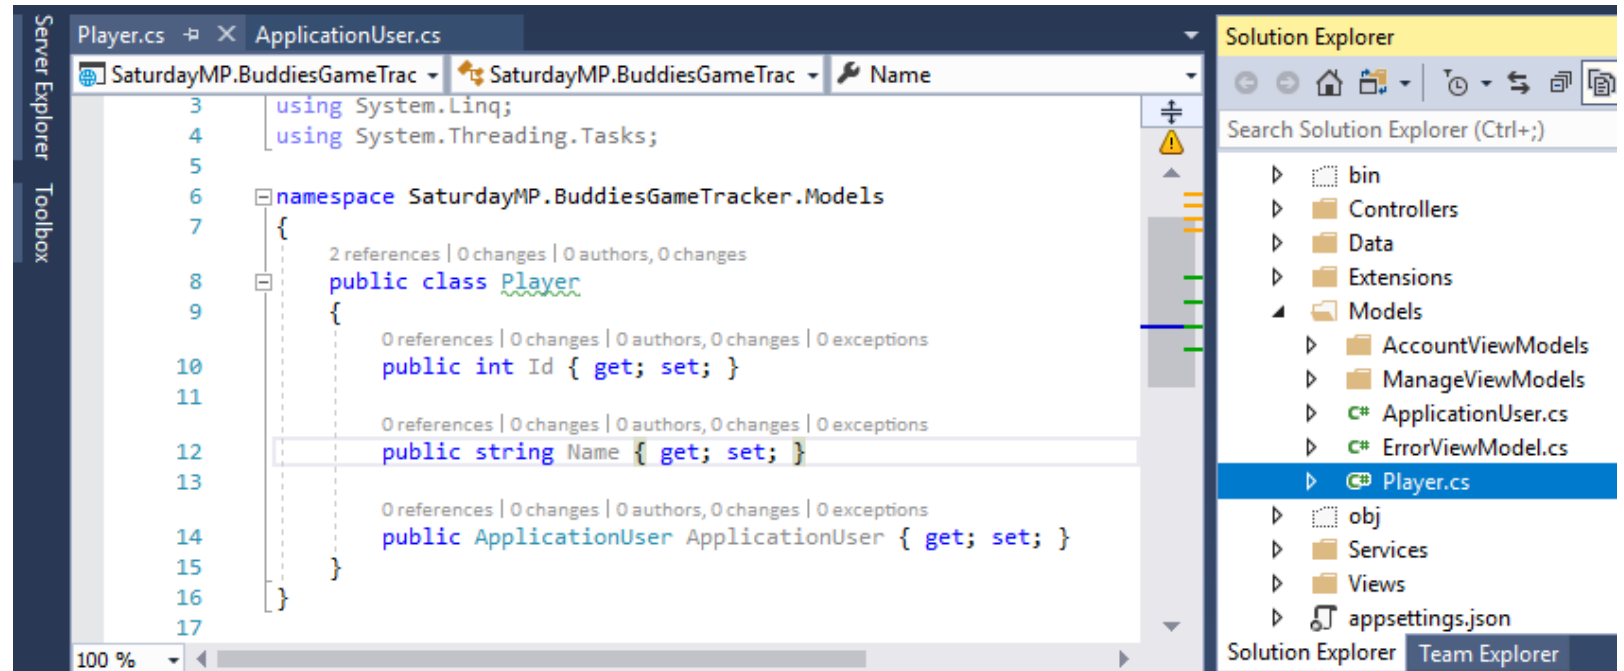 Server Explorer
Toolbox
Player.cs
ApplicationUser.cs
SaturdayMP.BuddiesGameTrac
SaturdayMP.BuddiesGameTrac
Name
3 using System.Linq;
4 using System.Threading.Tasks;
5
6 namespace SaturdayMP.BuddiesGameTracker.Models
7 {
2 references | 0 changes | 0 authors, 0 changes
8 public class Player
9 {
0 references | 0 changes | 0 authors, 0 changes | 0 exceptions
10 public int Id { get; set; }
11
0 references | 0 changes | 0 authors, 0 changes | 0 exceptions
12 public string Name { get; set; }
13
0 references | 0 changes | 0 authors, 0 changes | 0 exceptions
14 public ApplicationUser ApplicationUser { get; set; }
15 }
16 }
17
100 %
Solution Explorer
Search Solution Explorer (Ctrl+;)
bin
Controllers
Data
Extensions
Models
AccountViewModels
ManageViewModels
C# ApplicationUser.cs
C# ErrorViewModel.cs
C# Player.cs
obj
Services
Views
appsettings.json
Solution Explorer
Team Explorer